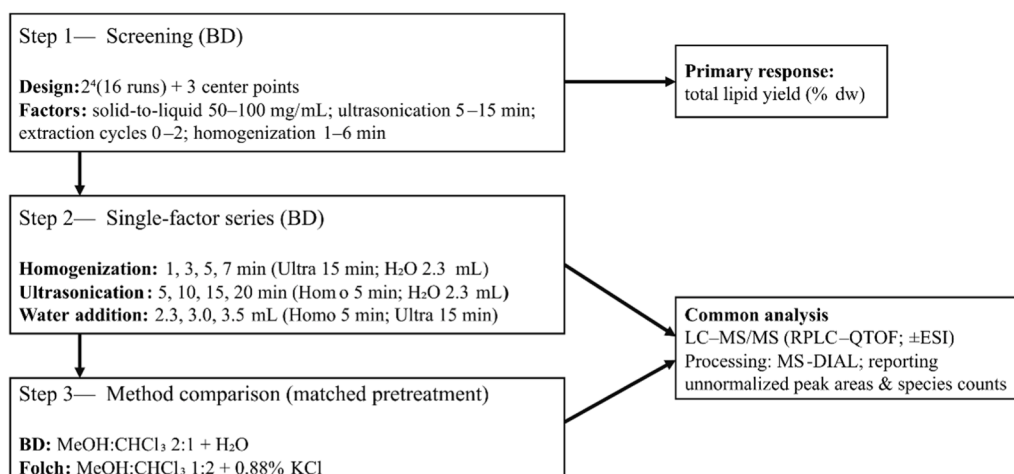 Step 1— Screening (BD)
Design:2⁴(16 runs) + 3 center points
Factors: solid-to-liquid 50–100 mg/mL; ultrasonication 5–15 min;
extraction cycles 0–2; homogenization 1–6 min
Primary response:
total lipid yield (% dw)
Step 2— Single-factor series (BD)
Homogenization: 1, 3, 5, 7 min (Ultra 15 min; H₂O 2.3 mL)
Ultrasonication: 5, 10, 15, 20 min (Homo 5 min; H₂O 2.3 mL)
Water addition: 2.3, 3.0, 3.5 mL (Homo 5 min; Ultra 15 min)
Common analysis
LC–MS/MS (RPLC–QTOF; ±ESI)
Processing: MS-DIAL; reporting
unnormalized peak areas & species counts
Step 3— Method comparison (matched pretreatment)
BD: MeOH:CHCl₃ 2:1 + H₂O
Folch: MeOH:CHCl₃ 1:2 + 0.88% KCl